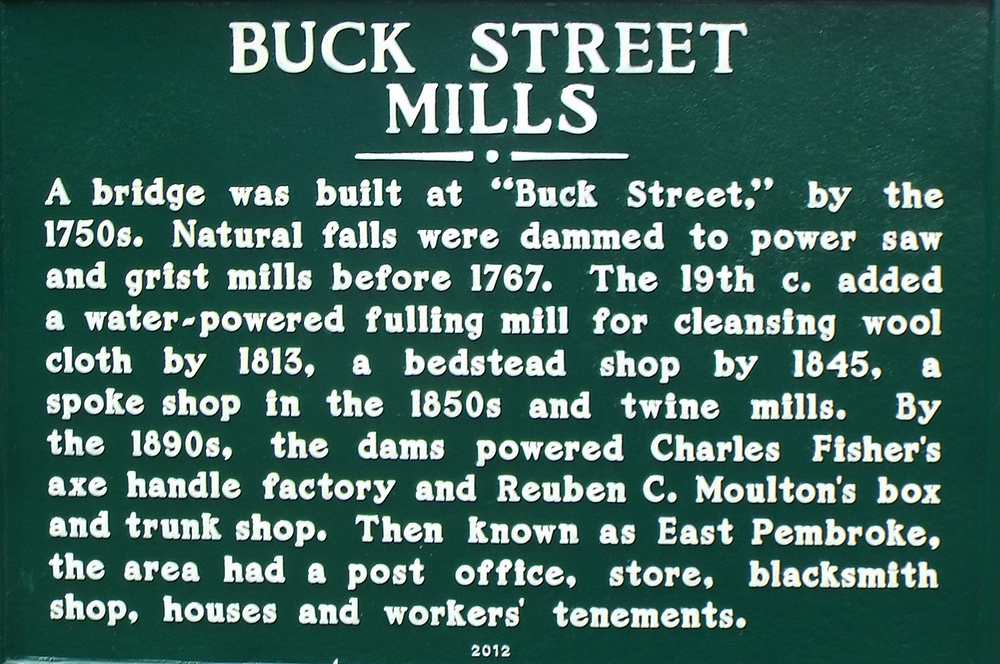 BUCK STREET
MILLS
A bridge was built at “Buck Street,” by the
1750s. Natural falls were dammed to power saw
and grist mills before 1767. The 19th c. added
a water-powered fulling mill for cleansing wool
cloth by 1813, a bedstead shop by 1845, a
spoke shop in the 1850s and twine mills. By
the 1890s, the dams powered Charles Fisher's
axe handle factory and Reuben C. Moulton's box
and trunk shop. Then known as East Pembroke,
the area had a post office, store, blacksmith
shop, houses and workers' tenements.
2012